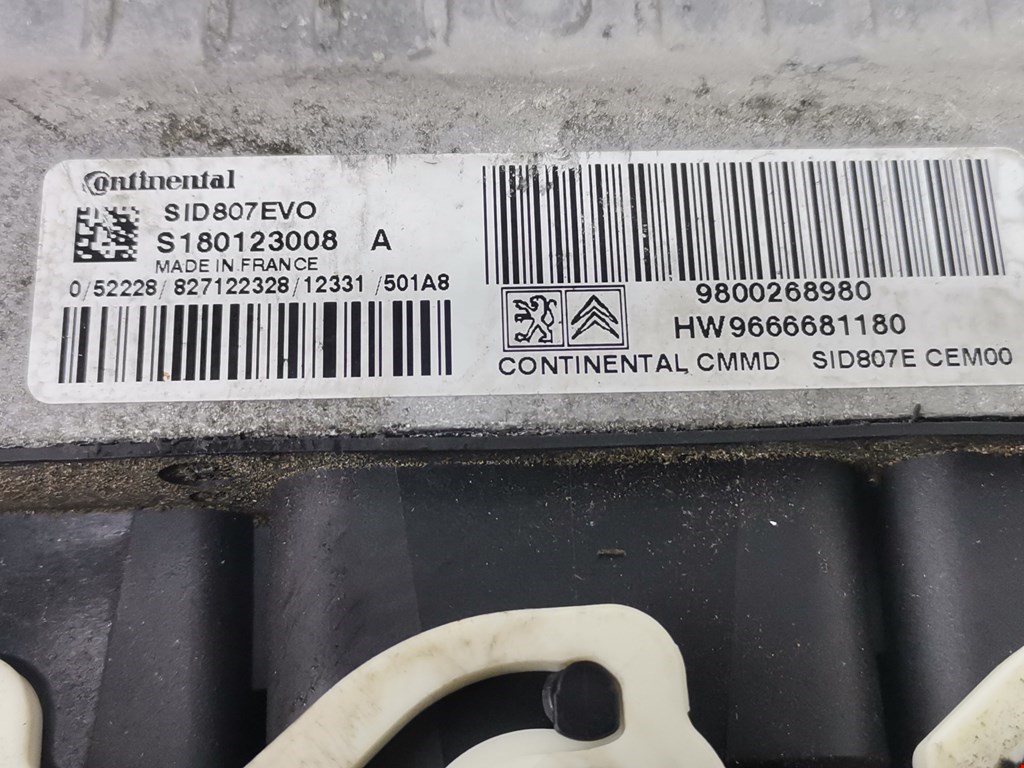 Continental
SID807EVO
S180123008 A
MADE IN FRANCE
0/52228/827122328/12331/501A8
9800268980
HW9666681180
CONTINENTAL CMMD SID807E CEM00